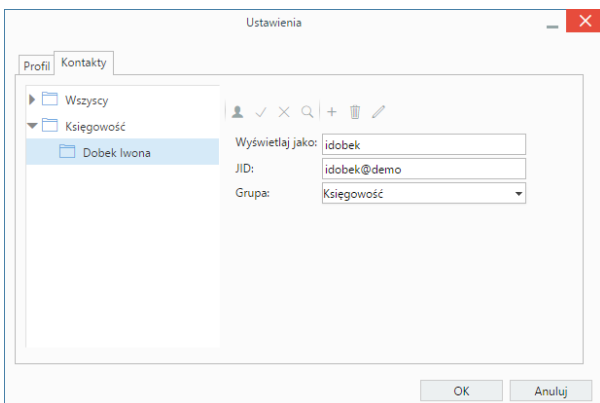 Ustawienia
Profil Kontakty
Wszyscy
Księgowość
Dobek Iwona
Wyświetlaj jako: idobek
JID: idobek@demo
Grupa: Księgowość
OK Anuluj